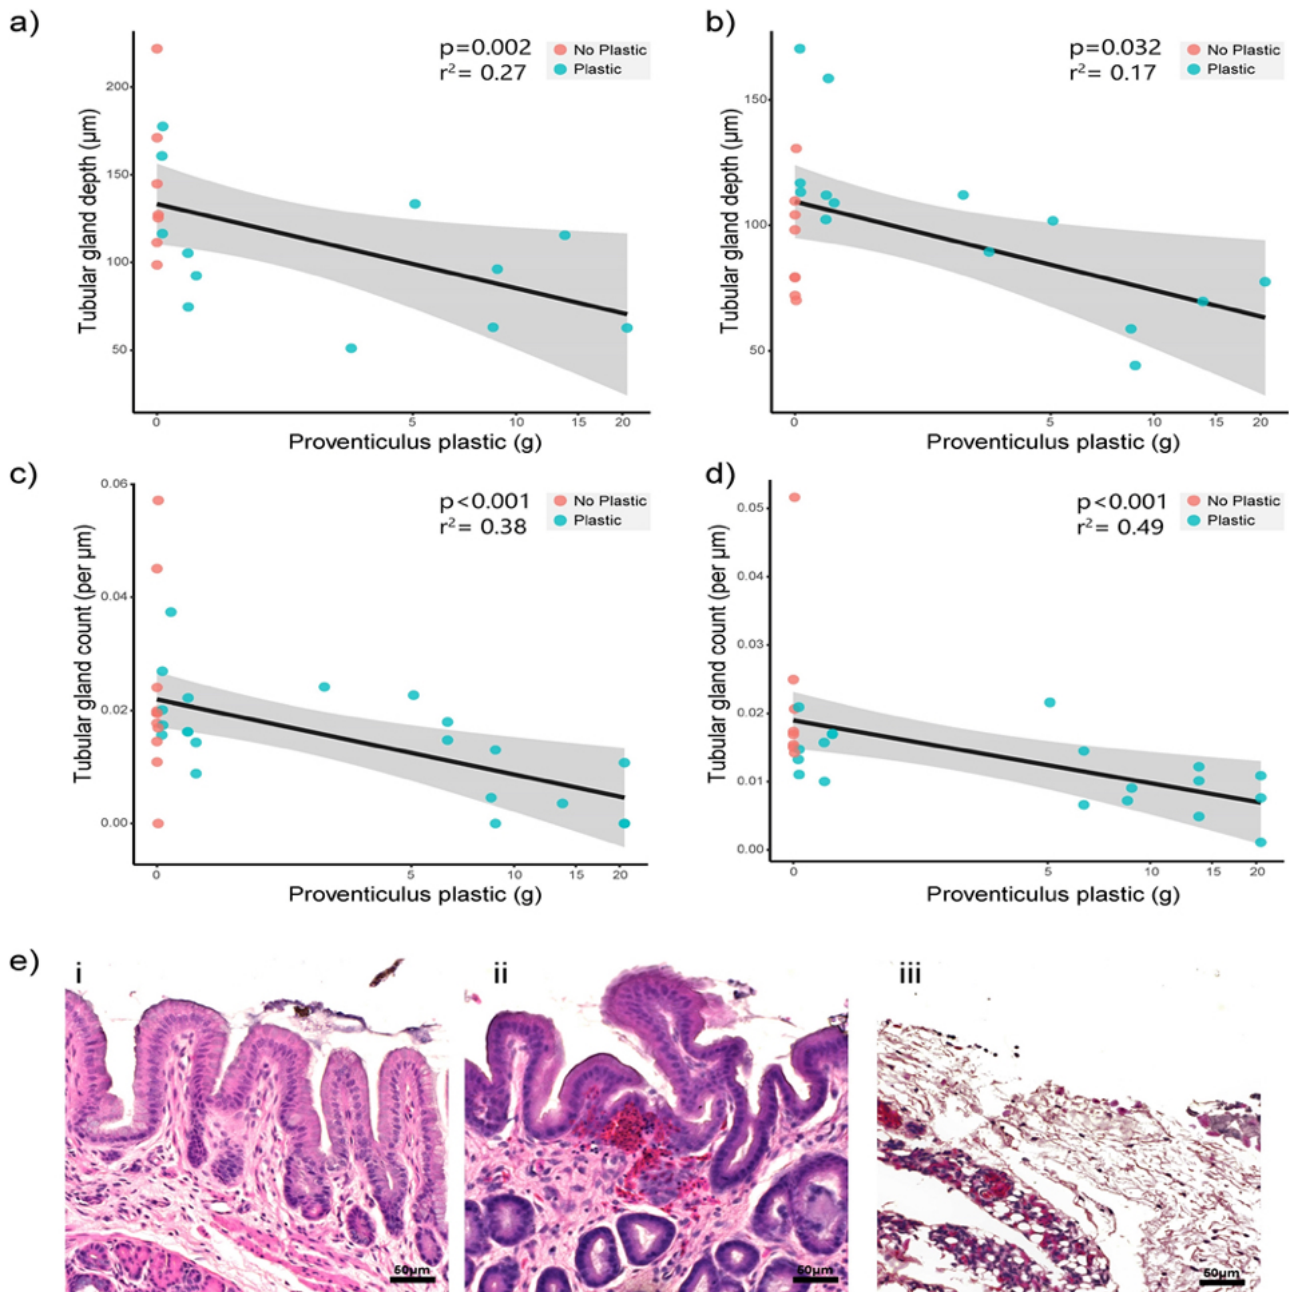 a)
p=0.002
r²= 0.27
No Plastic
Plastic
Tubular gland depth (µm)
200
150
100
50
0 5 10 15 20
Proventiculus plastic (g)
b)
p=0.032
r²= 0.17
No Plastic
Plastic
Tubular gland depth (µm)
150
100
50
0 5 10 15 20
Proventiculus plastic (g)
c)
p<0.001
r²= 0.38
No Plastic
Plastic
Tubular gland count (per µm)
0.06
0.04
0.02
0.00
0 5 10 15 20
Proventiculus plastic (g)
d)
p<0.001
r²= 0.49
No Plastic
Plastic
Tubular gland count (per µm)
0.05
0.04
0.03
0.02
0.01
0.00
0 5 10 15 20
Proventiculus plastic (g)
e)
i
50µm
ii
50µm
iii
50µm